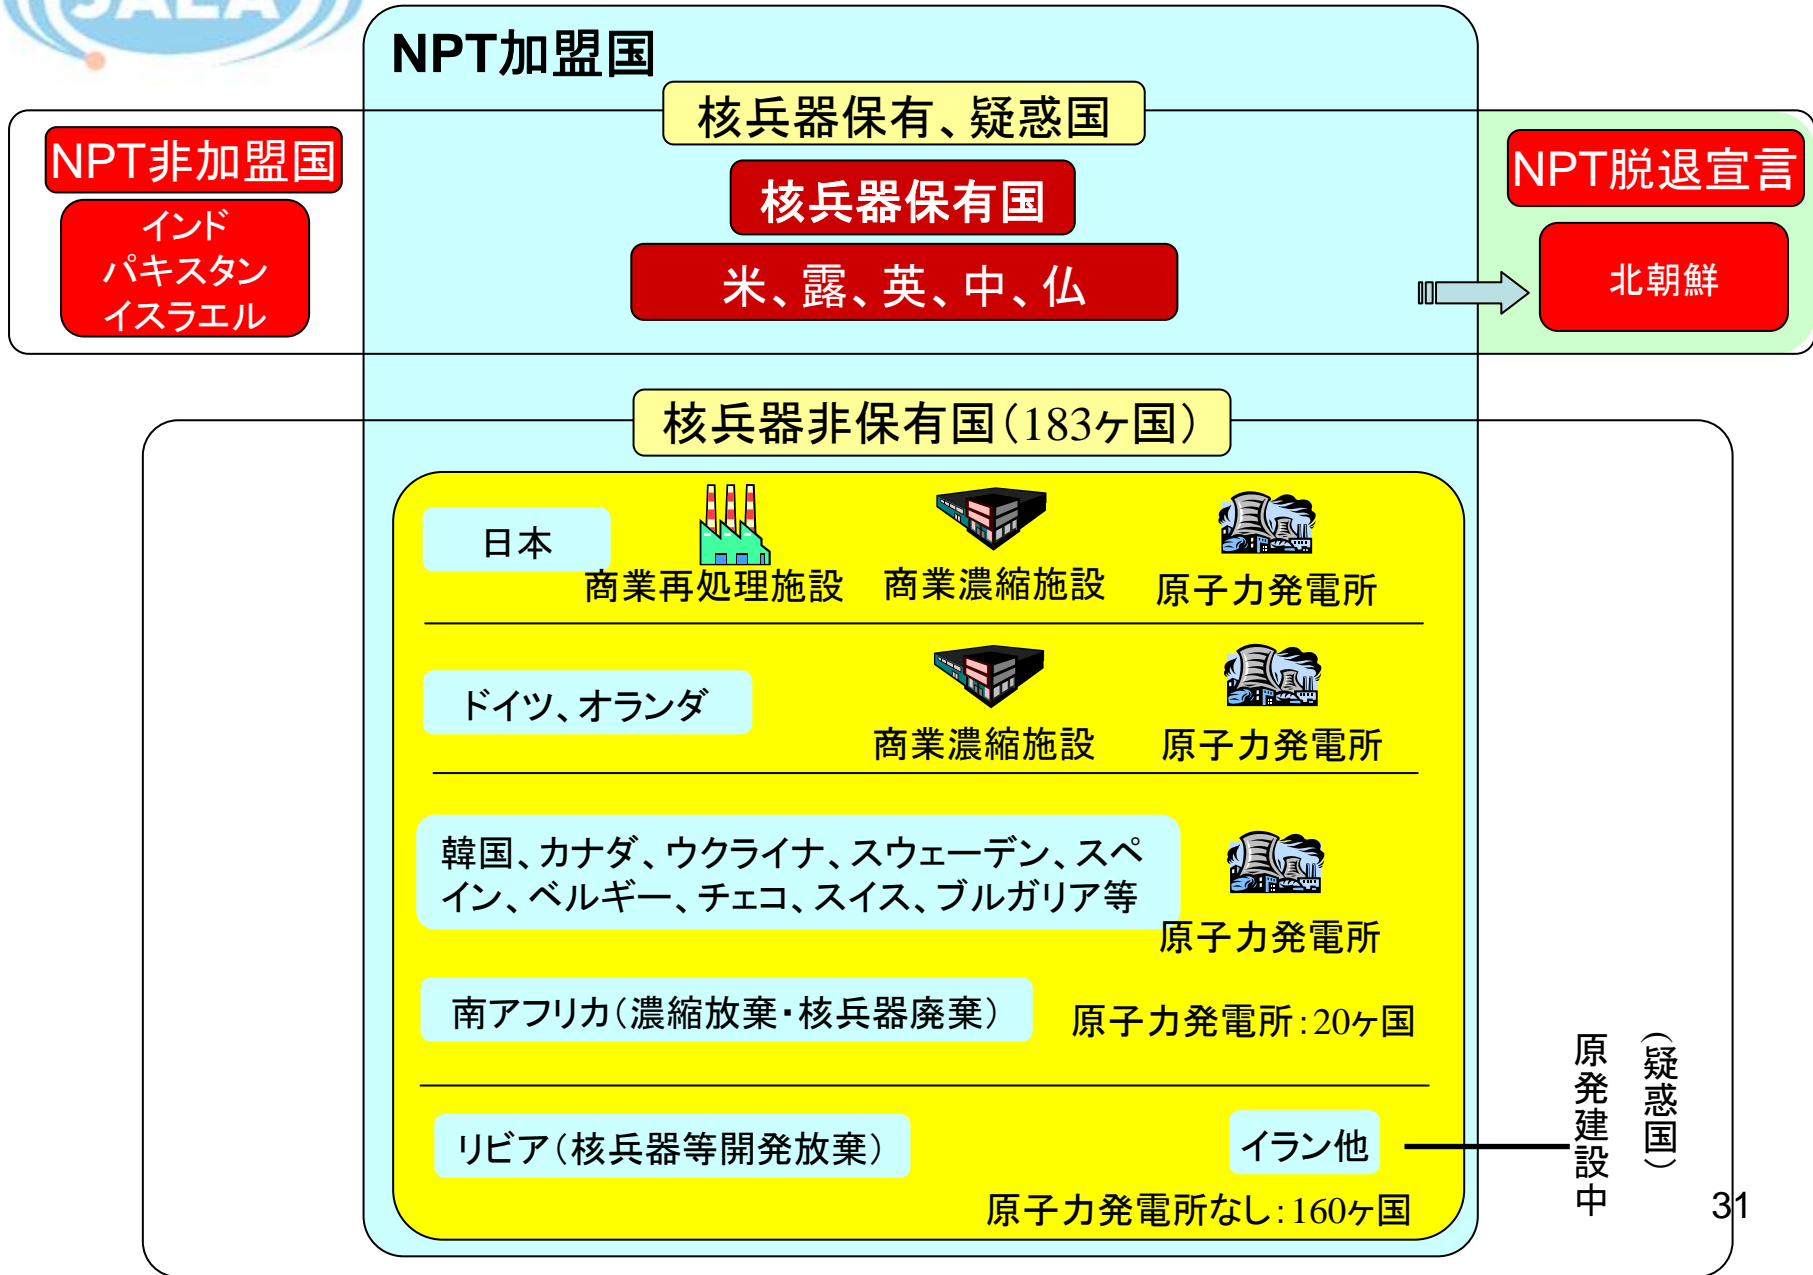 JAEA
NPT加盟国
核兵器保有、疑惑国
NPT非加盟国
インド
パキスタン
イスラエル
核兵器保有国
米、露、英、中、仏
NPT脱退宣言
北朝鮮
核兵器非保有国(183ヶ国)
日本
商業再処理施設
商業濃縮施設
原子力発電所
ドイツ、オランダ
商業濃縮施設
原子力発電所
韓国、カナダ、ウクライナ、スウェーデン、スペ
イン、ベルギー、チェコ、スイス、ブルガリア等
原子力発電所
南アフリカ(濃縮放棄・核兵器廃棄)
原子力発電所:20ヶ国
リビア(核兵器等開発放棄)
イラン他
原子力発電所なし:160ヶ国
(疑惑国)
原発建設中
31